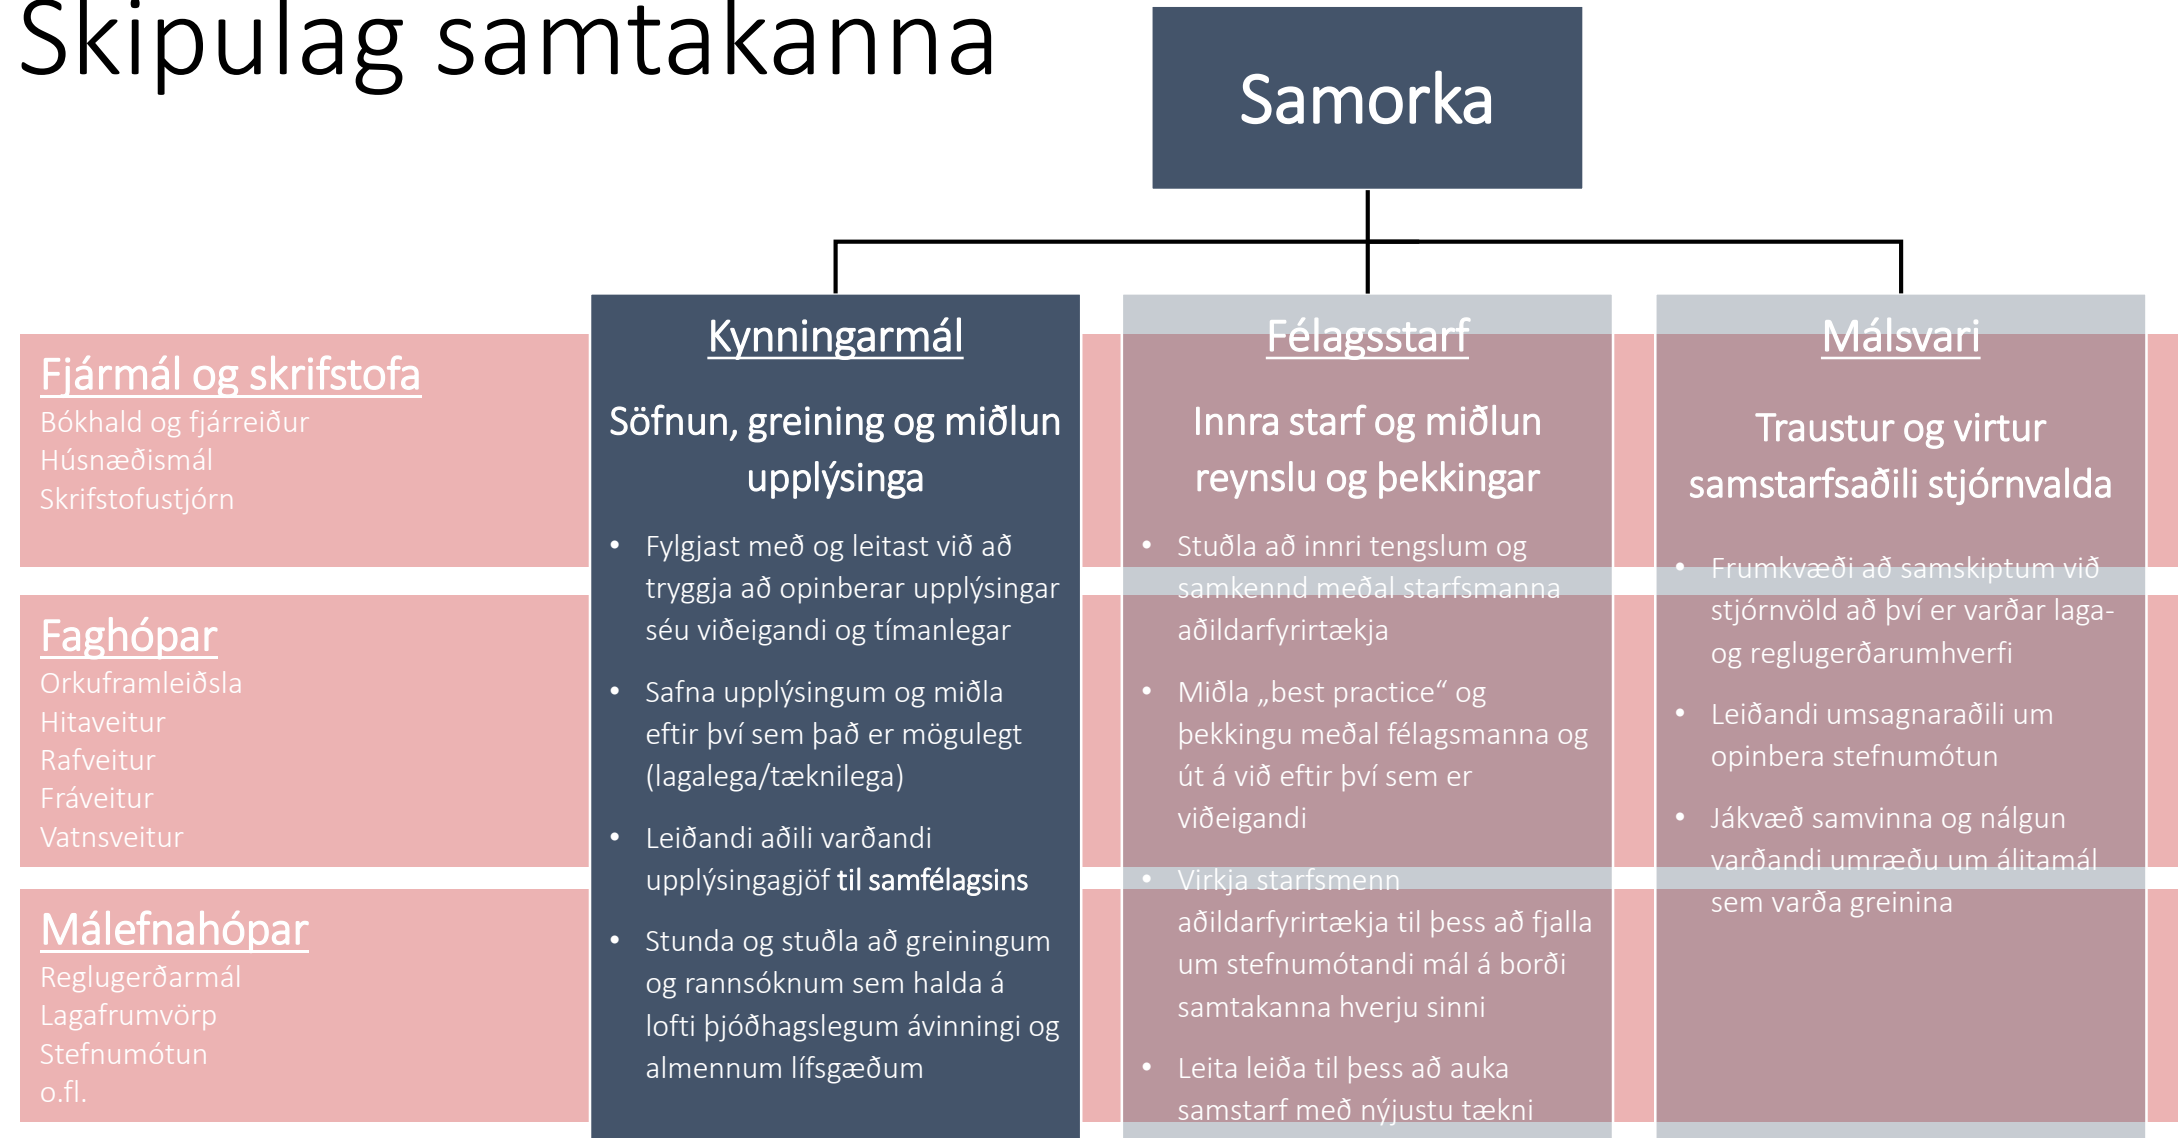 Skipulag samtakanna
Samorka
Fjármál og skrifstofa
Bókhald og fjárreiður
Húsnæðismál
Skrifstofustjórn
Faghópar
Orkuframleiðsla
Hitaveitur
Rafveitur
Fráveitur
Vatnsveitur
Málefnahópar
Reglugerðarmál
Lagafrumvörp
Stefnumótun
o.fl.
Kynningarmál
Söfnun, greining og miðlun
upplýsinga
• Fylgjast með og leitast við að
tryggja að opinberar upplýsingar
séu viðeigandi og tímanlegar
• Safna upplýsingum og miðla
eftir því sem það er mögulegt
(lagalega/tæknilega)
• Leiðandi aðili varðandi
upplýsingagjöf til samfélagsins
• Stunda og stuðla að greiningum
og rannsóknum sem halda á
lofti þjóðhagslegum ávinningi og
almennum lífsgæðum
Félagsstarf
Innra starf og miðlun
reynslu og þekkingar
• Stuðla að innri tengslum og
samkennd meðal starfsmanna
aðildarfyrirtækja
• Miðla „best practice“ og
þekkingu meðal félagsmanna og
út á við eftir því sem er
viðeigandi
• Virkja starfsmenn
aðildarfyrirtækja til þess að fjalla
um stefnumótandi mál á borði
samtakanna hverju sinni
• Leita leiða til þess að auka
samstarf með nýjustu tækni
Málsvari
Traustur og virtur
samstarfsaðili stjórnvalda
• Frumkvæði að samskiptum við
stjórnvöld að því er varðar laga-
og reglugerðarumhverfi
• Leiðandi umsagnaraðili um
opinbera stefnumótun
• Jákvæð samvinna og nálgun
varðandi umræðu um álitamál
sem varða greinina